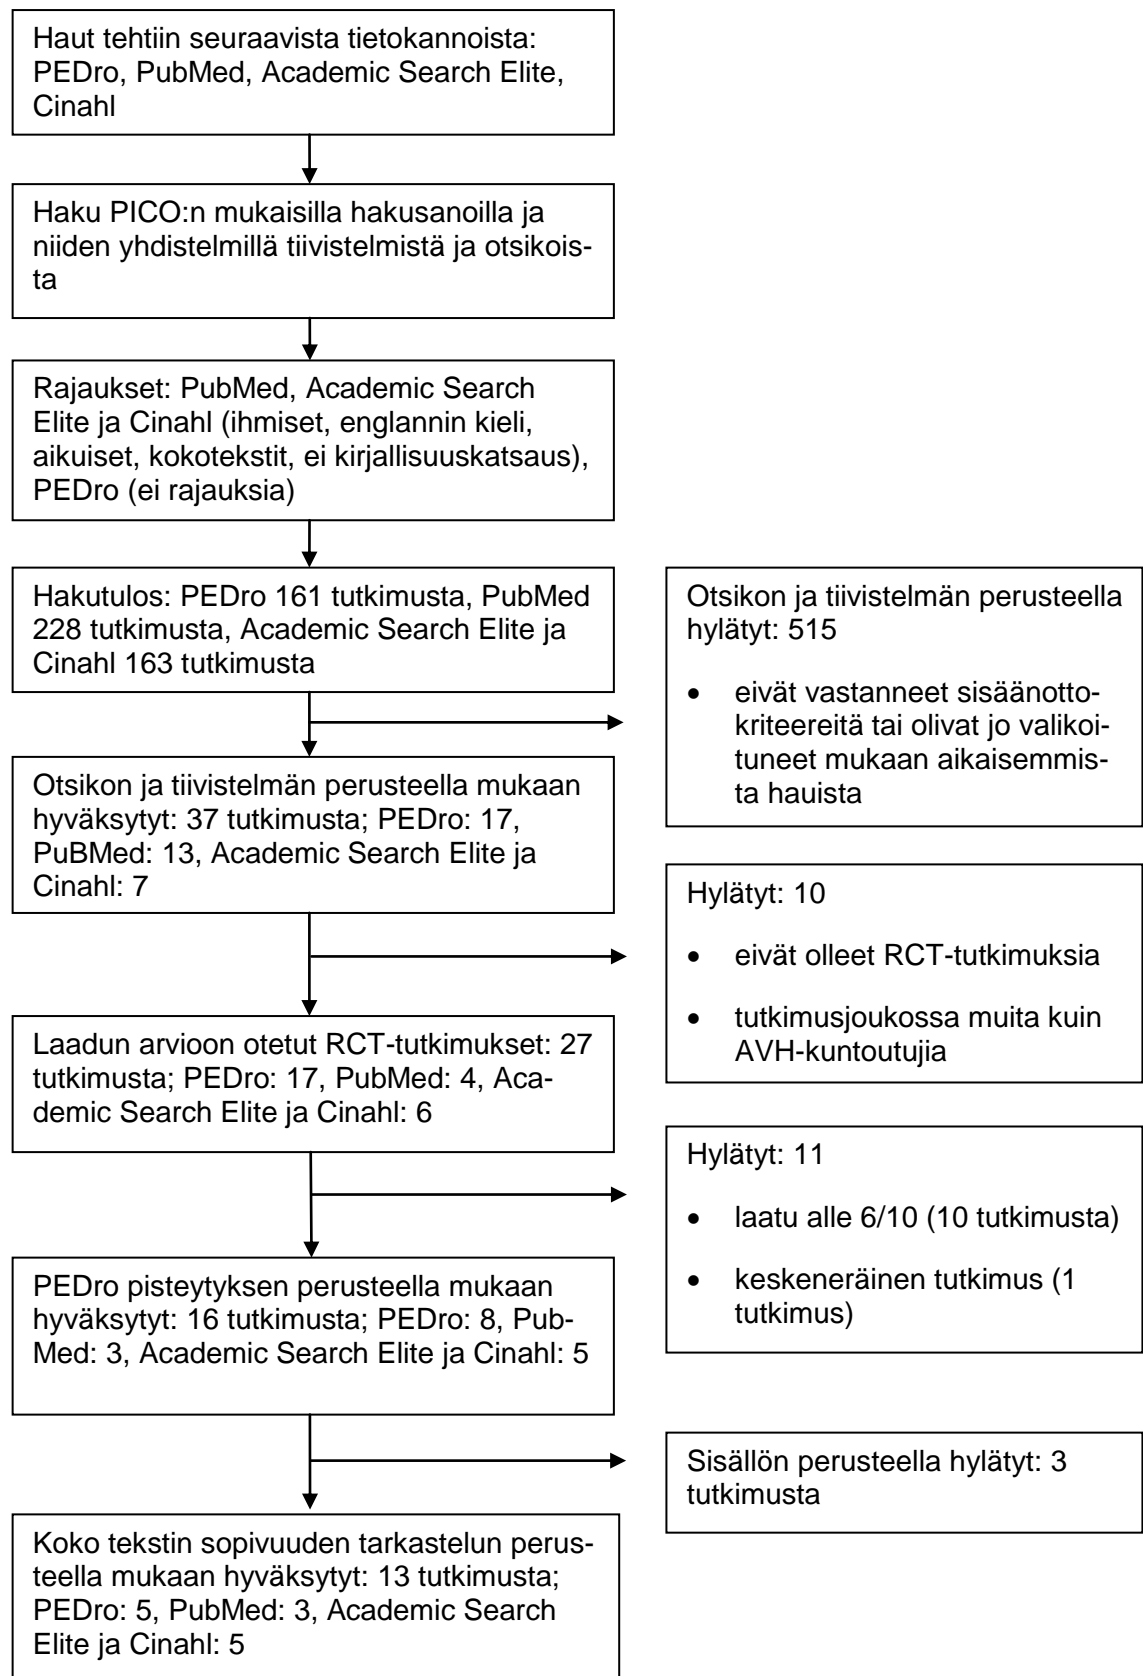 Haut tehtiin seuraavista tietokannoista:
PEDro, PubMed, Academic Search Elite,
Cinahl
Haku PICO:n mukaisilla hakusanoilla ja
niiden yhdistelmillä tiivistelmistä ja otsikois-
ta
Rajaukset: PubMed, Academic Search
Elite ja Cinahl (ihmiset, englannin kieli,
aikuiset, kokotekstit, ei kirjallisuuskatsaus),
PEDro (ei rajauksia)
Hakutulos: PEDro 161 tutkimusta, PubMed
228 tutkimusta, Academic Search Elite ja
Cinahl 163 tutkimusta
Otsikon ja tiivistelmän perusteella
hylätyt: 515
• eivät vastanneet sisäänotto-
kriteereitä tai olivat jo valikoi-
tuneet mukaan aikaisemmis-
ta hauista
Otsikon ja tiivistelmän perusteella mukaan
hyväksytyt: 37 tutkimusta; PEDro: 17,
PuBMed: 13, Academic Search Elite ja
Cinahl: 7
Hylätyt: 10
• eivät olleet RCT-tutkimuksia
• tutkimusjoukossa muita kuin
AVH-kuntoutujia
Laadun arvioon otetut RCT-tutkimukset: 27
tutkimusta; PEDro: 17, PubMed: 4, Aca-
demic Search Elite ja Cinahl: 6
Hylätyt: 11
• laatu alle 6/10 (10 tutkimusta)
• keskeneräinen tutkimus (1
tutkimus)
PEDro pisteytyksen perusteella mukaan
hyväksytyt: 16 tutkimusta; PEDro: 8, Pub-
Med: 3, Academic Search Elite ja Cinahl: 5
Sisällön perusteella hylätyt: 3
tutkimusta
Koko tekstin sopivuuden tarkastelun perus-
teella mukaan hyväksytyt: 13 tutkimusta;
PEDro: 5, PubMed: 3, Academic Search
Elite ja Cinahl: 5